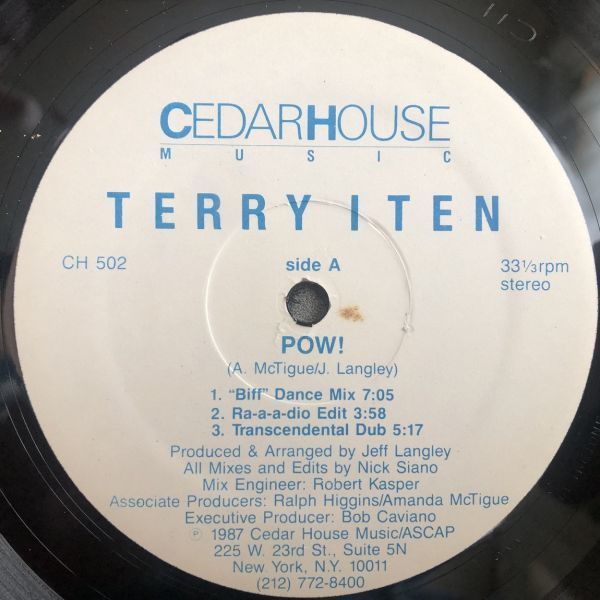 CEDARHOUSE
MUSIC
TERRY ITEN
CH 502
side A
33⅓rpm
stereo
POW!
(A. McTigue/J. Langley)
1. "Biff" Dance Mix 7:05
2. Ra-a-a-dio Edit 3:58
3. Transcendental Dub 5:17
Produced & Arranged by Jeff Langley
All Mixes and Edits by Nick Siano
Mix Engineer: Robert Kasper
Associate Producers: Ralph Higgins/Amanda McTigue
Executive Producer: Bob Caviano
℗ 1987 Cedar House Music/ASCAP
225 W. 23rd St., Suite 5N
New York, N.Y. 10011
(212) 772-8400